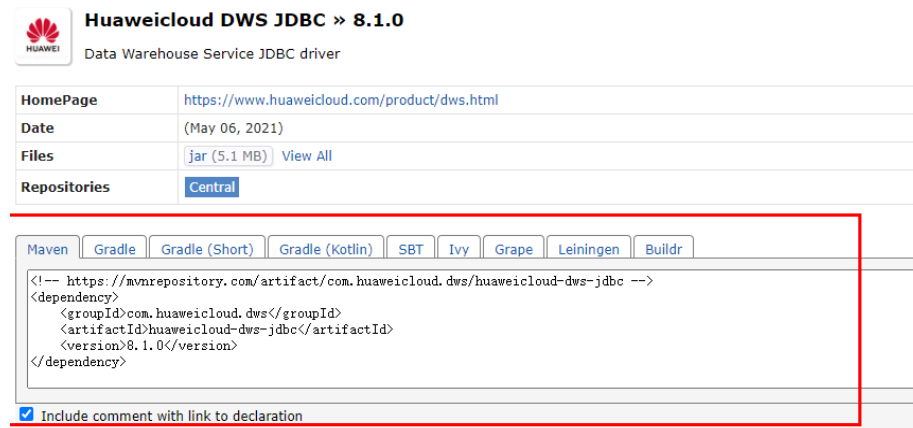 HUAWEI
Huaweicloud DWS JDBC » 8.1.0
Data Warehouse Service JDBC driver
HomePage https://www.huaweicloud.com/product/dws.html
Date (May 06, 2021)
Files jar (5.1 MB) View All
Repositories Central
Maven Gradle Gradle (Short) Gradle (Kotlin) SBT Ivy Grape Leiningen Buildr
<!-- https://mvnrepository.com/artifact/com.huaweicloud.dws/huaweicloud-dws-jdbc -->
<dependency>
    <groupId>com.huaweicloud.dws</groupId>
    <artifactId>huaweicloud-dws-jdbc</artifactId>
    <version>8.1.0</version>
</dependency>
Include comment with link to declaration